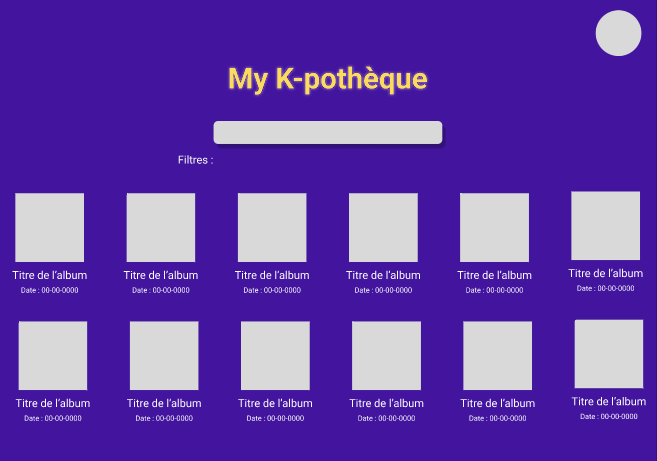 My K-pothèque
Filtres :
Titre de l’album Titre de l’album Titre de l’album Titre de l’album Titre de l’album Titre de l’album
Date : 00-00-0000 Date : 00-00-0000 Date : 00-00-0000 Date : 00-00-0000 Date : 00-00-0000 Date : 00-00-0000
Titre de l’album Titre de l’album Titre de l’album Titre de l’album Titre de l’album Titre de l’album
Date : 00-00-0000 Date : 00-00-0000 Date : 00-00-0000 Date : 00-00-0000 Date : 00-00-0000 Date : 00-00-0000